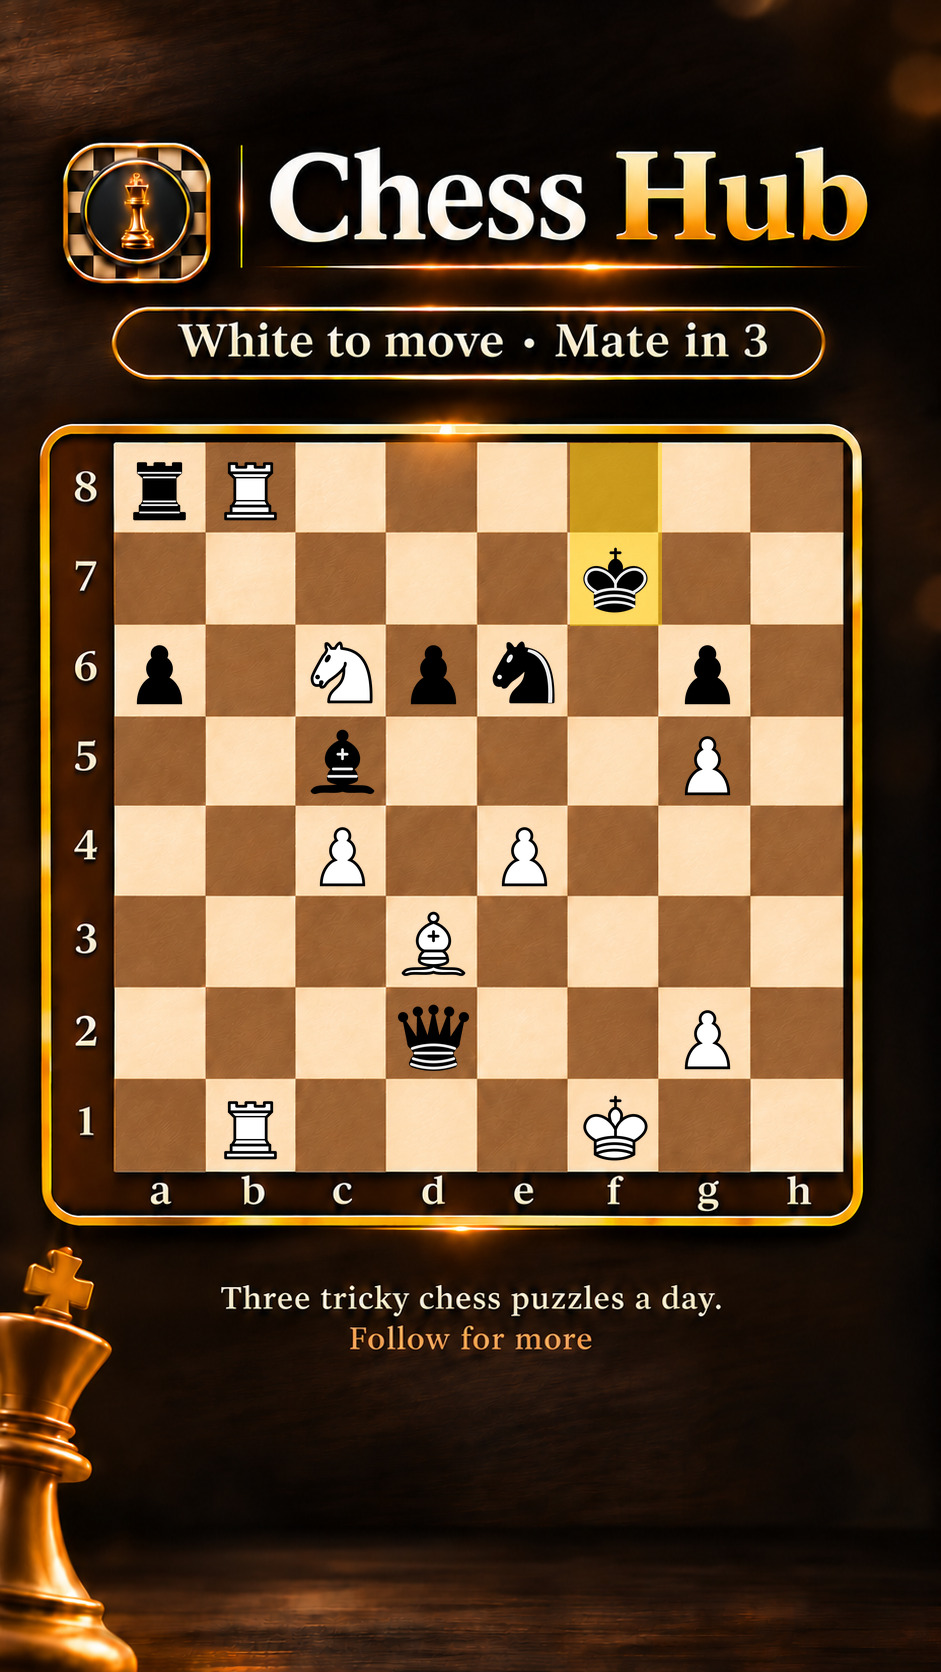 Chess Hub
White to move • Mate in 3
8
7
6
5
4
3
2
1
a b c d e f g h
Three tricky chess puzzles a day.
Follow for more